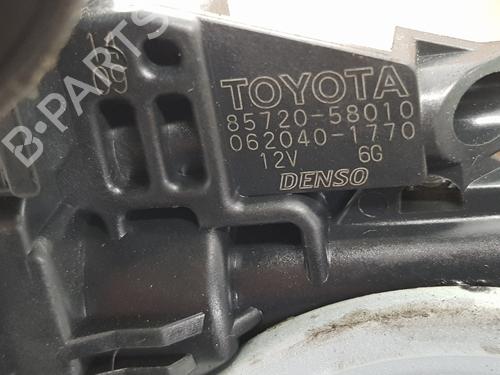 B-PARTS
TOYOTA
85720-58010
062040-1770
12V 6G
DENSO